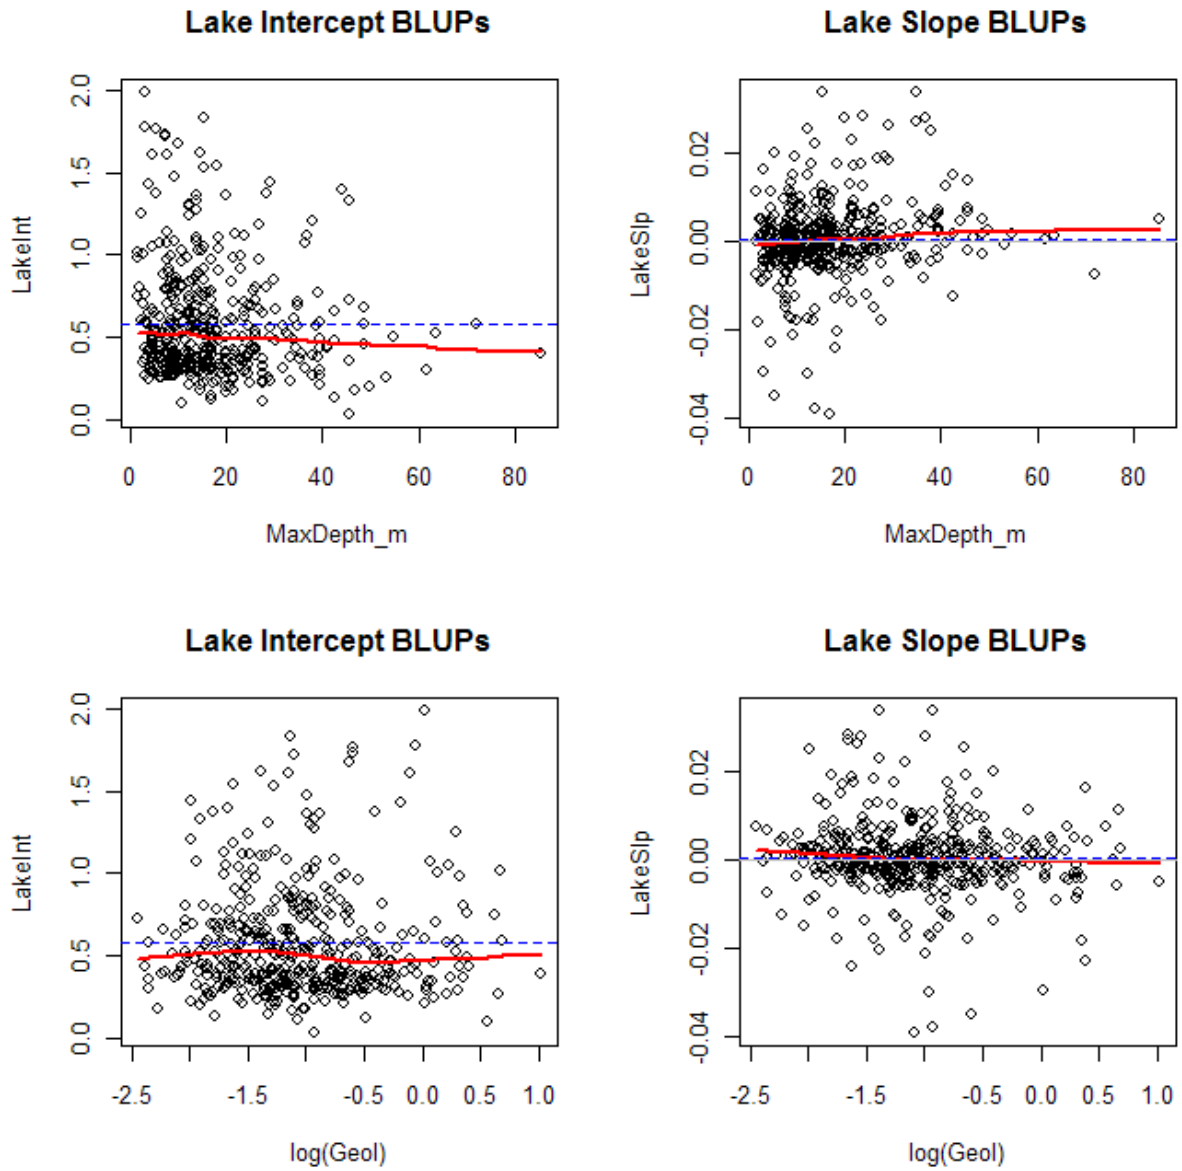 Lake Intercept BLUPs
LakeInt
0.0 0.5 1.0 1.5 2.0
0 20 40 60 80
MaxDepth_m
Lake Slope BLUPs
LakeSlp
-0.04 -0.02 0.00 0.02
0 20 40 60 80
MaxDepth_m
Lake Intercept BLUPs
LakeInt
0.0 0.5 1.0 1.5 2.0
-2.5 -1.5 -0.5 0.0 0.5 1.0
log(Geol)
Lake Slope BLUPs
LakeSlp
-0.04 -0.02 0.00 0.02
-2.5 -1.5 -0.5 0.0 0.5 1.0
log(Geol)